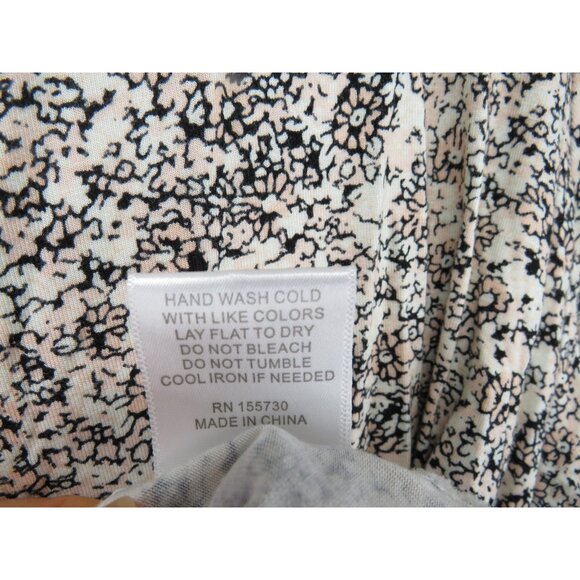 HAND WASH COLD
WITH LIKE COLORS
LAY FLAT TO DRY
DO NOT BLEACH
DO NOT TUMBLE
COOL IRON IF NEEDED
RN 155730
MADE IN CHINA